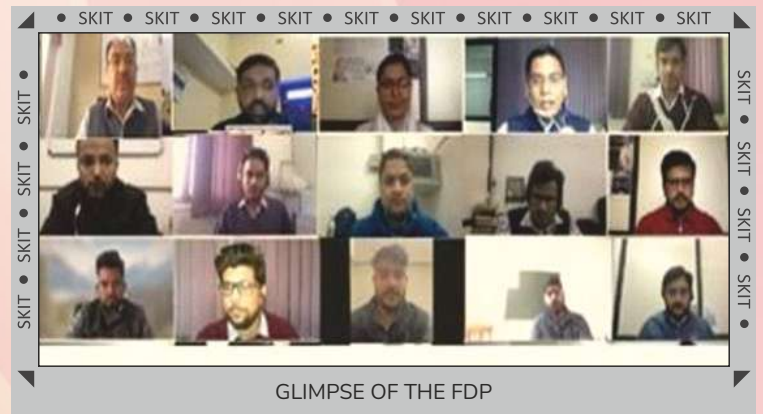 SKIT • SKIT • SKIT • SKIT • SKIT • SKIT • SKIT • SKIT • SKIT • SKIT
SKIT • SKIT • SKIT • SKIT •
SKIT • SKIT • SKIT • SKIT •
GLIMPSE OF THE FDP